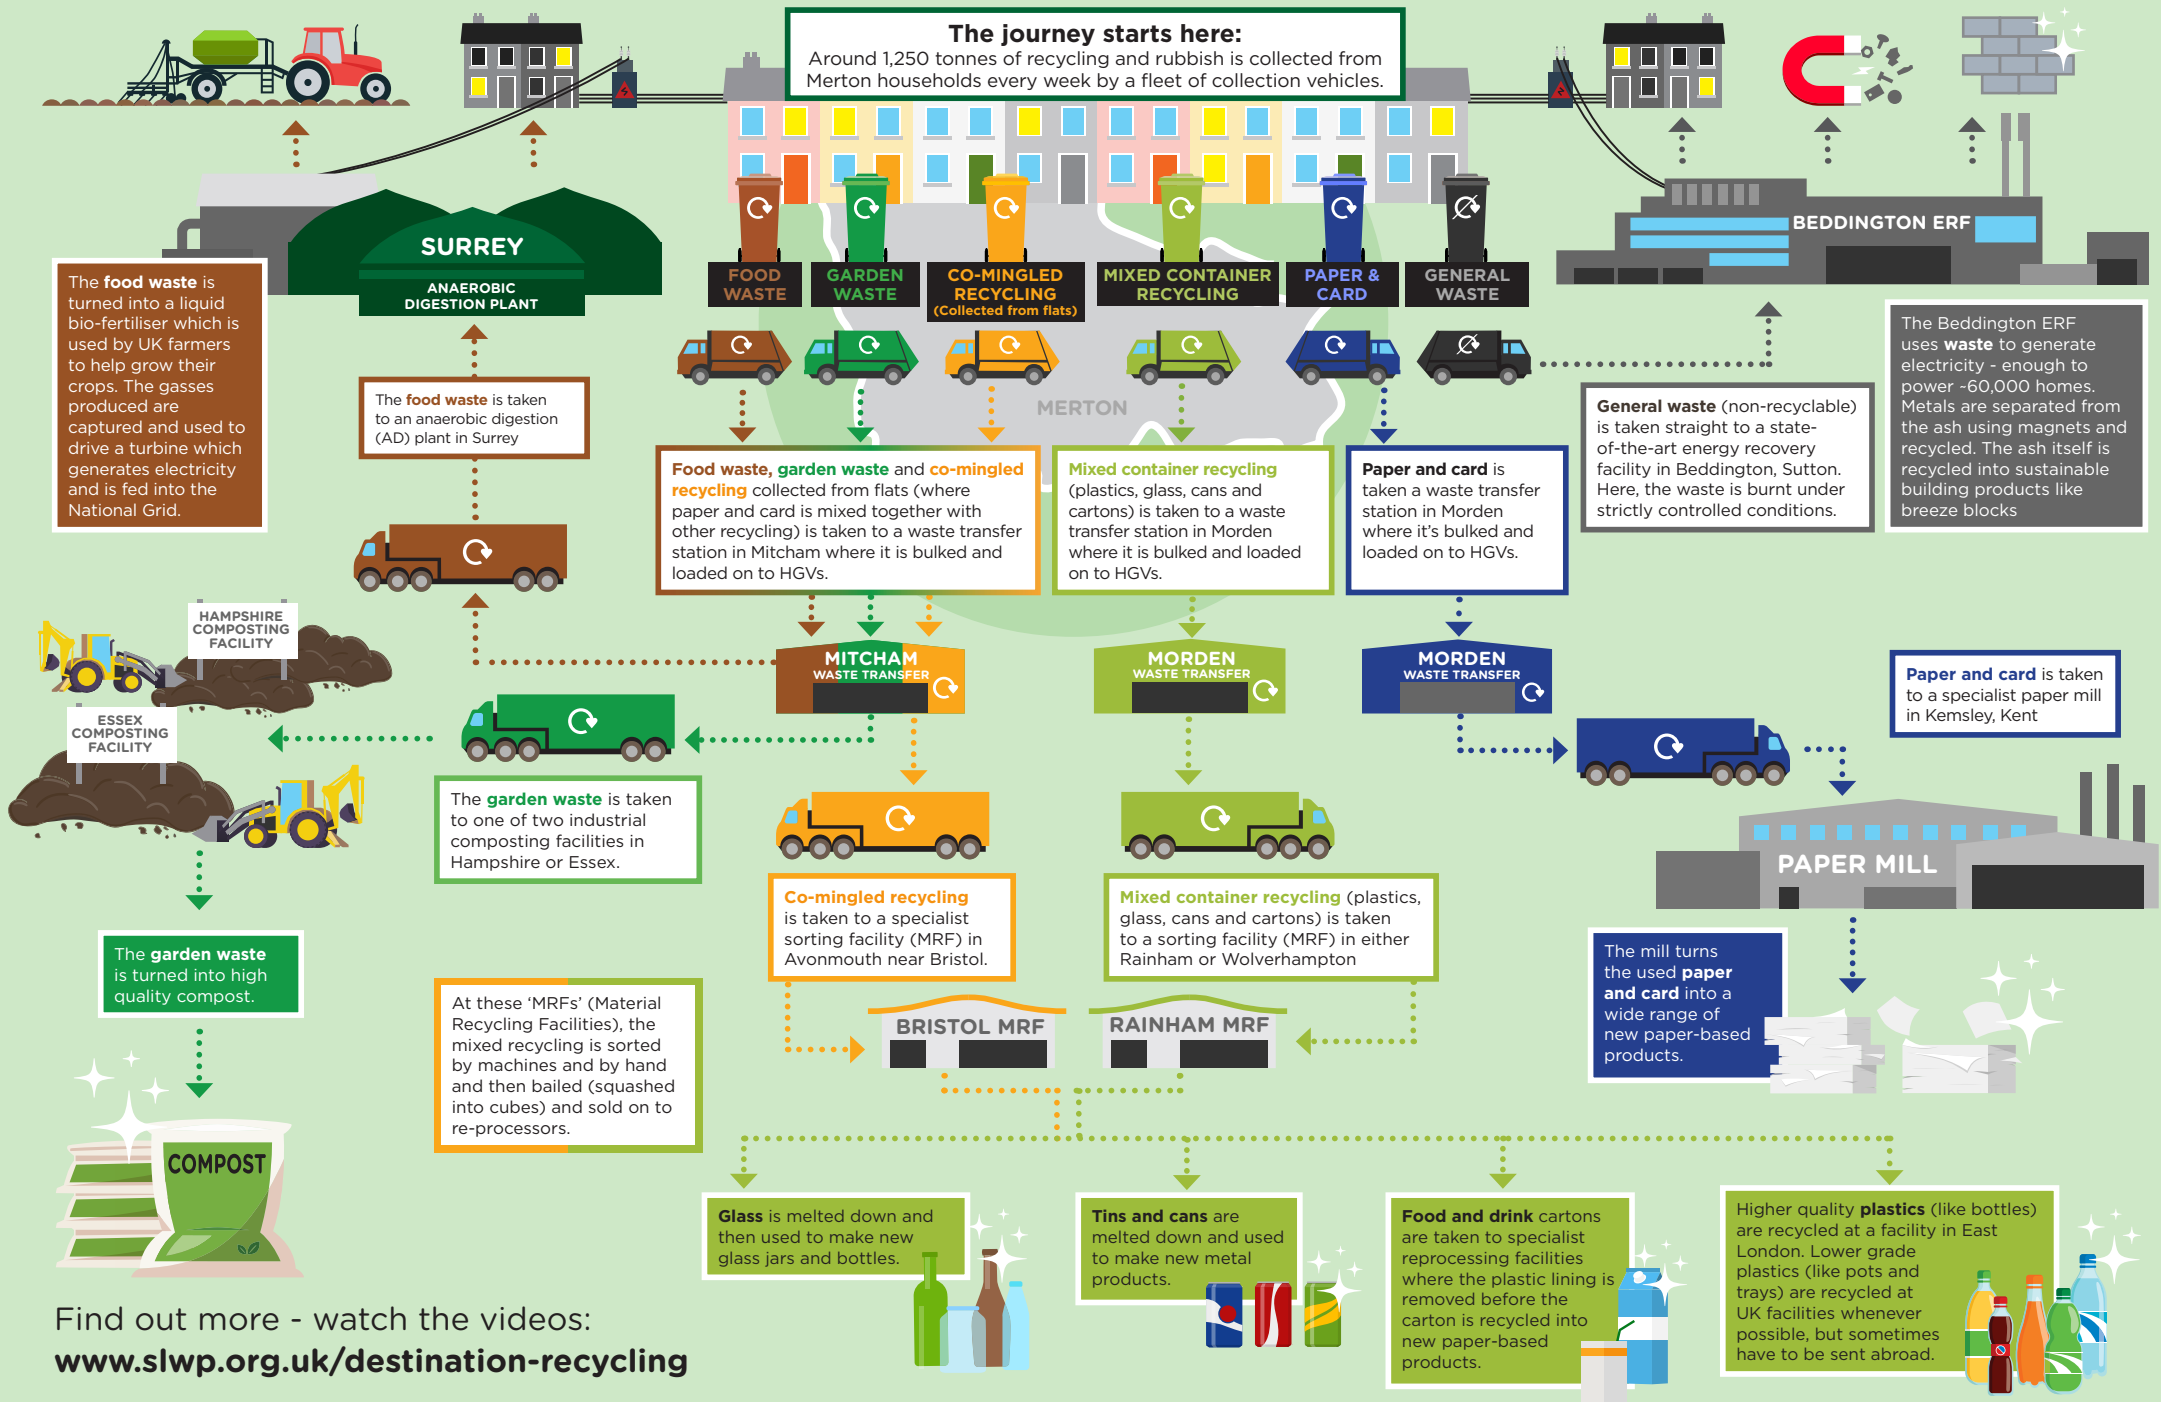 The journey starts here:
Around 1,250 tonnes of recycling and rubbish is collected from
Merton households every week by a fleet of collection vehicles.
SURREY
ANAEROBIC
DIGESTION PLANT
BEDDINGTON ERF
FOOD
WASTE
GARDEN
WASTE
CO-MINGLED
RECYCLING
(Collected from flats)
MIXED CONTAINER
RECYCLING
PAPER &
CARD
GENERAL
WASTE
MERTON
The food waste is
turned into a liquid
bio-fertiliser which is
used by UK farmers
to help grow their
crops. The gasses
produced are
captured and used to
drive a turbine which
generates electricity
and is fed into the
National Grid.
The food waste is taken
to an anaerobic digestion
(AD) plant in Surrey
Food waste, garden waste and co-mingled
recycling collected from flats (where
paper and card is mixed together with
other recycling) is taken to a waste transfer
station in Mitcham where it is bulked and
loaded on to HGVs.
Mixed container recycling
(plastics, glass, cans and
cartons) is taken to a waste
transfer station in Morden
where it is bulked and loaded
on to HGVs.
Paper and card is
taken a waste transfer
station in Morden
where it's bulked and
loaded on to HGVs.
General waste (non-recyclable)
is taken straight to a state-
of-the-art energy recovery
facility in Beddington, Sutton.
Here, the waste is burnt under
strictly controlled conditions.
The Beddington ERF
uses waste to generate
electricity - enough to
power ~60,000 homes.
Metals are separated from
the ash using magnets and
recycled. The ash itself is
recycled into sustainable
building products like
breeze blocks
HAMPSHIRE
COMPOSTING
FACILITY
ESSEX
COMPOSTING
FACILITY
MITCHAM
WASTE TRANSFER
MORDEN
WASTE TRANSFER
MORDEN
WASTE TRANSFER
Paper and card is taken
to a specialist paper mill
in Kemsley, Kent
The garden waste is taken
to one of two industrial
composting facilities in
Hampshire or Essex.
PAPER MILL
Co-mingled recycling
is taken to a specialist
sorting facility (MRF) in
Avonmouth near Bristol.
Mixed container recycling (plastics,
glass, cans and cartons) is taken
to a sorting facility (MRF) in either
Rainham or Wolverhampton
The garden waste
is turned into high
quality compost.
At these 'MRFs' (Material
Recycling Facilities), the
mixed recycling is sorted
by machines and by hand
and then bailed (squashed
into cubes) and sold on to
re-processors.
BRISTOL MRF
RAINHAM MRF
The mill turns
the used paper
and card into a
wide range of
new paper-based
products.
COMPOST
Glass is melted down and
then used to make new
glass jars and bottles.
Tins and cans are
melted down and used
to make new metal
products.
Food and drink cartons
are taken to specialist
reprocessing facilities
where the plastic lining is
removed before the
carton is recycled into
new paper-based
products.
Higher quality plastics (like bottles)
are recycled at a facility in East
London. Lower grade
plastics (like pots and
trays) are recycled at
UK facilities whenever
possible, but sometimes
have to be sent abroad.
Find out more - watch the videos:
www.slwp.org.uk/destination-recycling